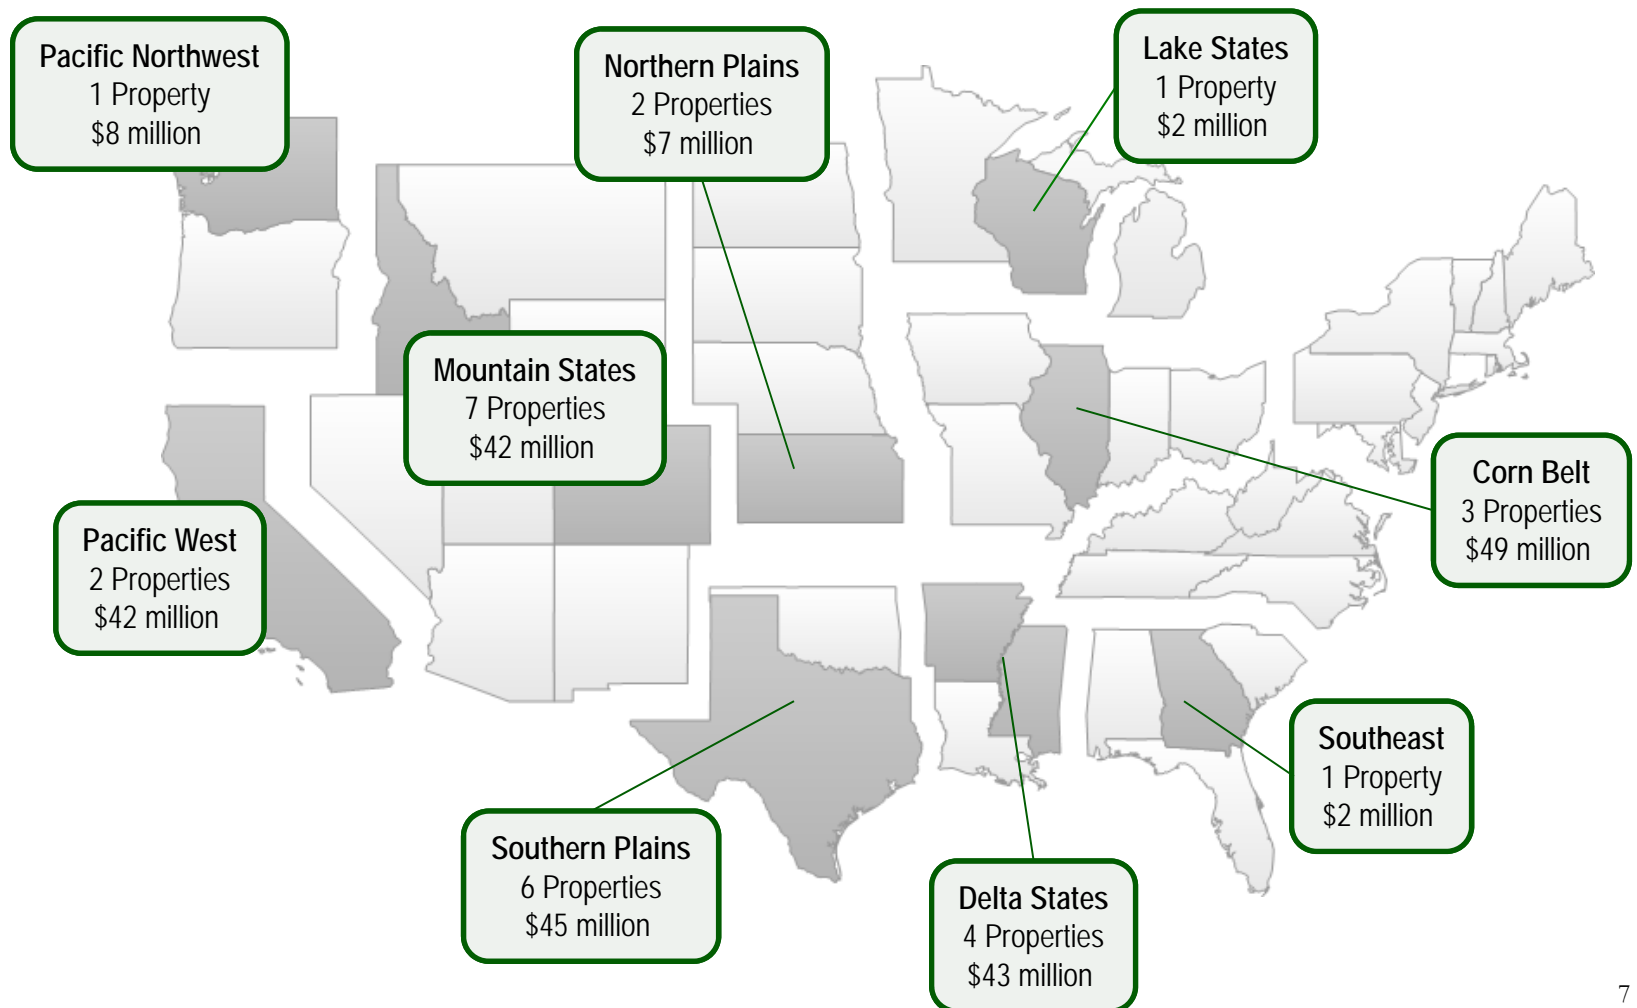 Pacific Northwest
1 Property
$8 million
Northern Plains
2 Properties
$7 million
Lake States
1 Property
$2 million
Mountain States
7 Properties
$42 million
Corn Belt
3 Properties
$49 million
Pacific West
2 Properties
$42 million
Southeast
1 Property
$2 million
Southern Plains
6 Properties
$45 million
Delta States
4 Properties
$43 million
7